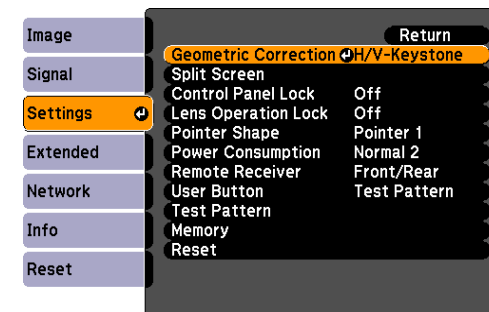 Image
Signal
Settings
Extended
Network
Info
Reset
Return
Geometric Correction H/V-Keystone
Split Screen
Control Panel Lock Off
Lens Operation Lock Off
Pointer Shape Pointer 1
Power Consumption Normal 2
Remote Receiver Front/Rear
User Button Test Pattern
Test Pattern
Memory
Reset